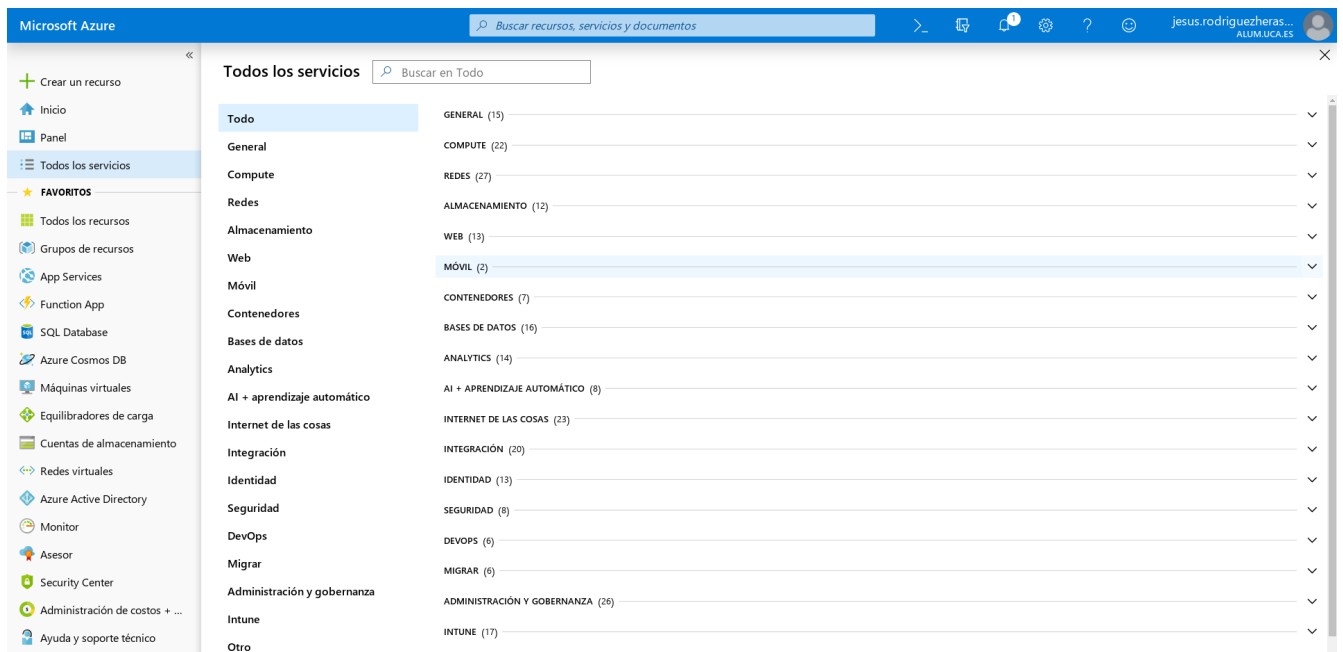 Microsoft Azure
Buscar recursos, servicios y documentos
1
jesus.rodriguezheras...
ALUM.UCA.ES
Crear un recurso
Inicio
Panel
Todos los servicios
FAVORITOS
Todos los recursos
Grupos de recursos
App Services
Function App
SQL Database
Azure Cosmos DB
Máquinas virtuales
Equilibradores de carga
Cuentas de almacenamiento
Redes virtuales
Azure Active Directory
Monitor
Asesor
Security Center
Administración de costos + ...
Ayuda y soporte técnico
Todos los servicios
Buscar en Todo
Todo
General
Compute
Redes
Almacenamiento
Web
Móvil
Contenedores
Bases de datos
Analytics
AI + aprendizaje automático
Internet de las cosas
Integración
Identidad
Seguridad
DevOps
Migrar
Administración y gobernanza
Intune
Otro
GENERAL (15)
COMPUTE (22)
REDES (27)
ALMACENAMIENTO (12)
WEB (13)
MÓVIL (2)
CONTENEDORES (7)
BASES DE DATOS (16)
ANALYTICS (14)
AI + APRENDIZAJE AUTOMÁTICO (8)
INTERNET DE LAS COSAS (23)
INTEGRACIÓN (20)
IDENTIDAD (13)
SEGURIDAD (8)
DEVOPS (6)
MIGRAR (6)
ADMINISTRACIÓN Y GOBERNANZA (26)
INTUNE (17)